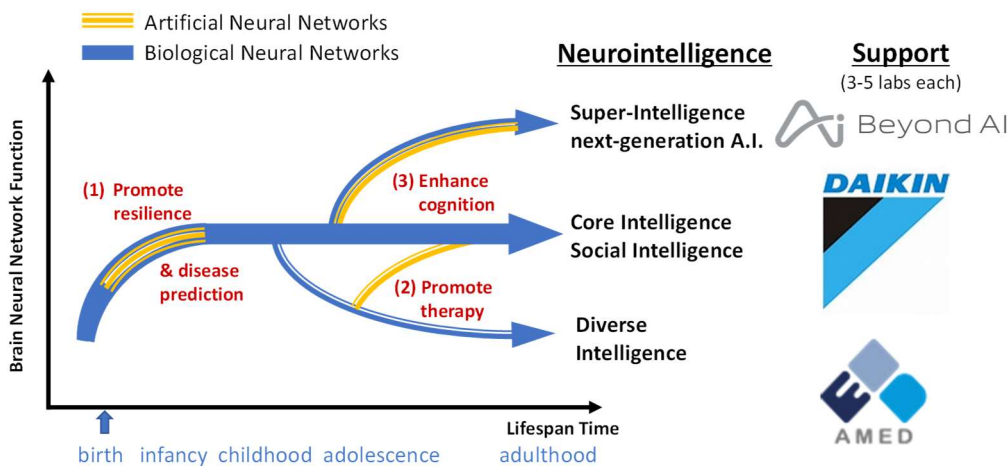 Artificial Neural Networks
Biological Neural Networks
Neurointelligence
Support
(3-5 labs each)
Brain Neural Network Function
Super-Intelligence
next-generation A.I.
Ai Beyond AI
(1) Promote
resilience
& disease
prediction
(3) Enhance
cognition
DAIKIN
Core Intelligence
Social Intelligence
(2) Promote
therapy
Diverse
Intelligence
AMED
Lifespan Time
birth infancy childhood adolescence adulthood